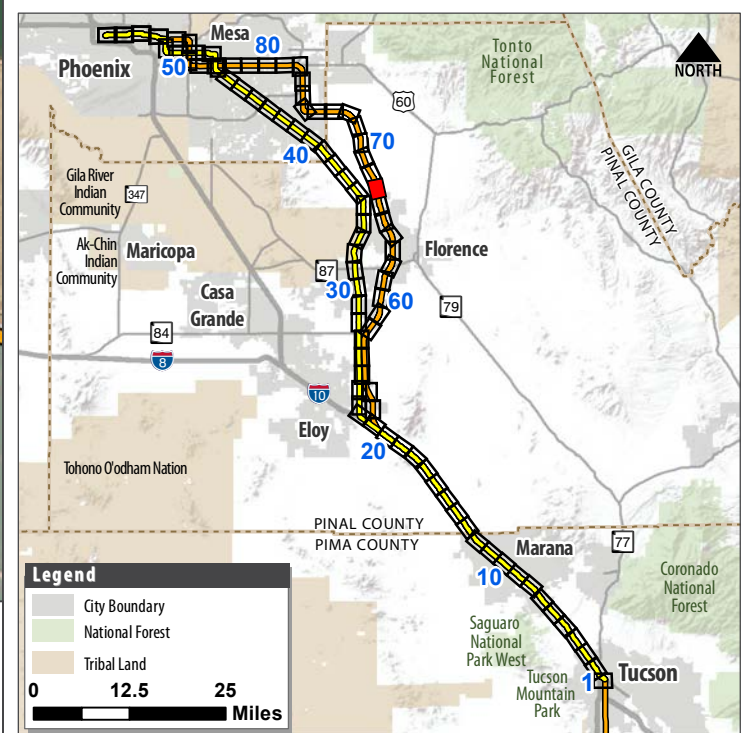 Mesa
80
Tonto
National
Forest
NORTH
Phoenix
50
60
70
40
GILA COUNTY
PINAL COUNTY
Gila River
Indian
Community
347
Ak-Chin
Indian
Community
Maricopa
Florence
87
30
60
Casa
Grande
79
84
8
10
Eloy
20
Tohono O'odham Nation
PINAL COUNTY
PIMA COUNTY
Marana
77
10
Coronado
National
Forest
Saguaro
National
Park West
Tucson
Mountain
Park
1
Tucson
Legend
City Boundary
National Forest
Tribal Land
0 12.5 25
Miles